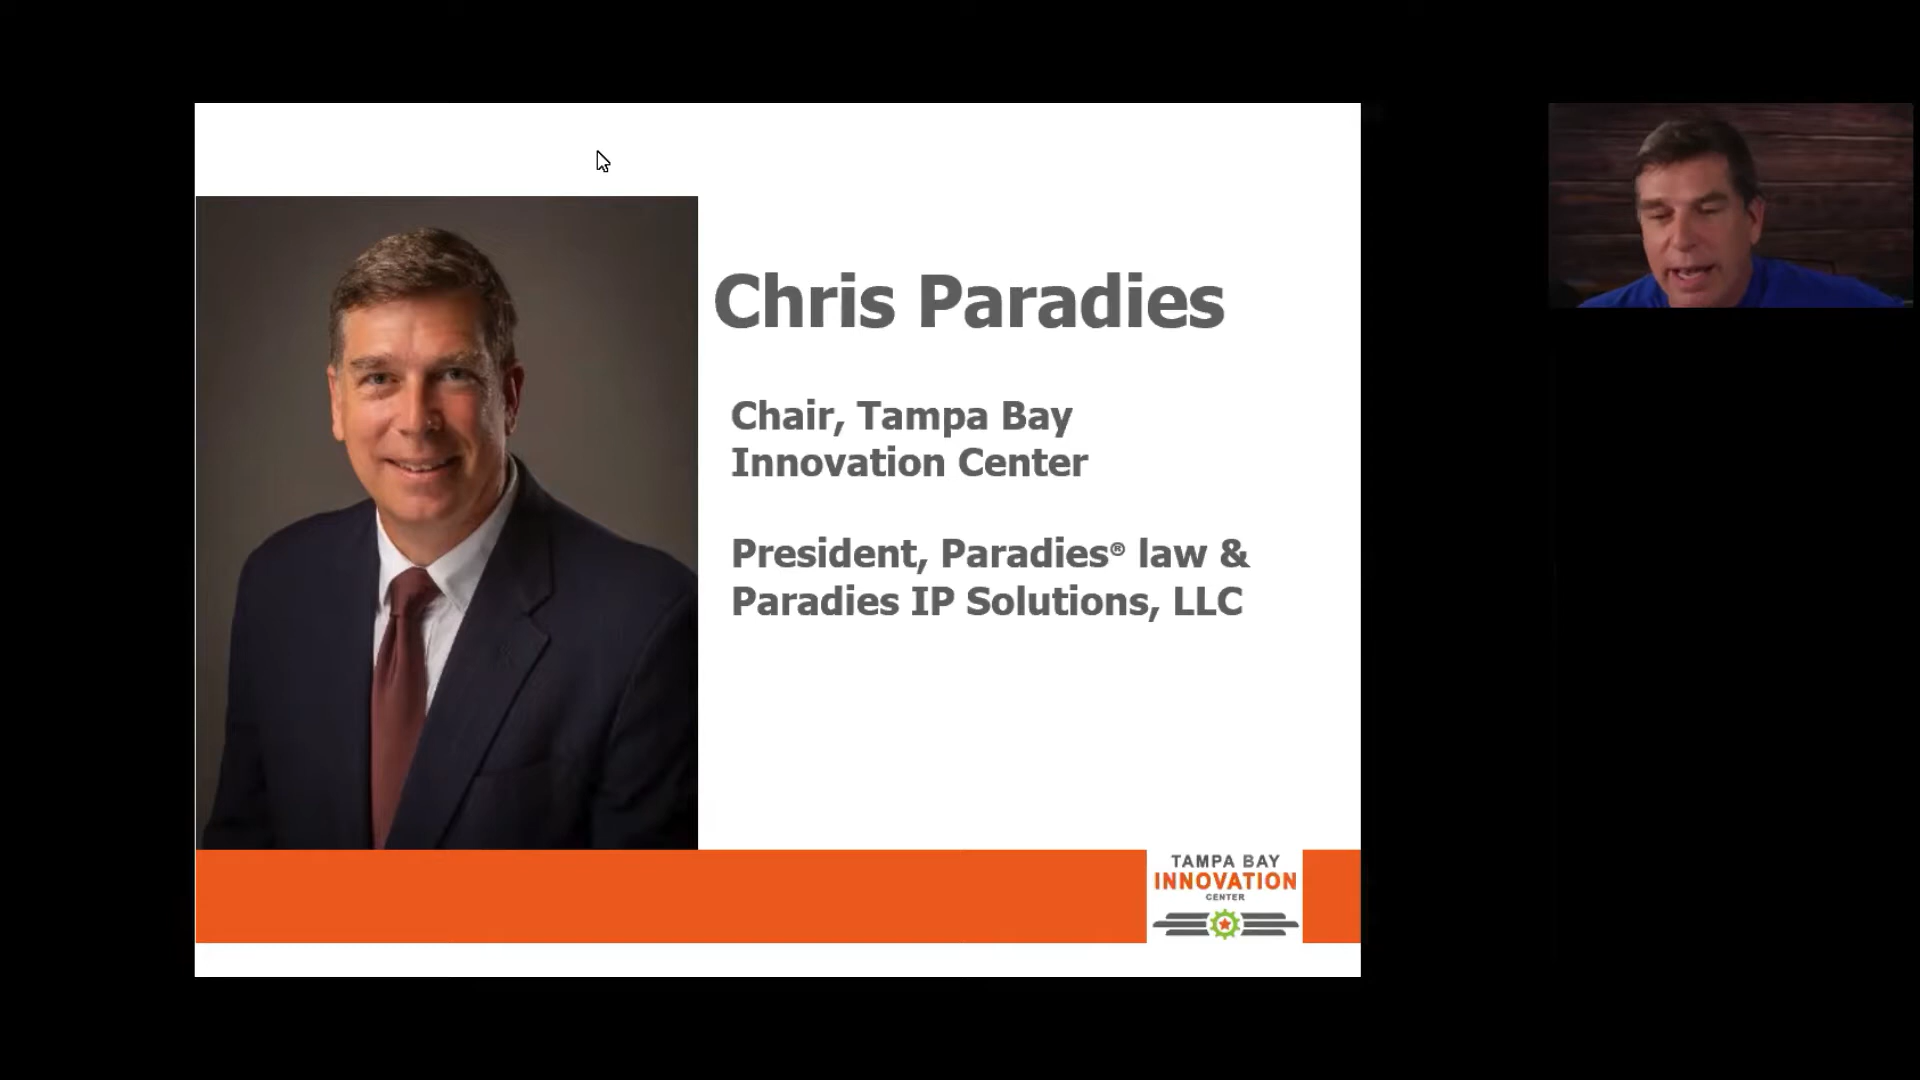 Chris Paradies
Chair, Tampa Bay
Innovation Center
President, Paradies® law &
Paradies IP Solutions, LLC
TAMPA BAY
INNOVATION
CENTER